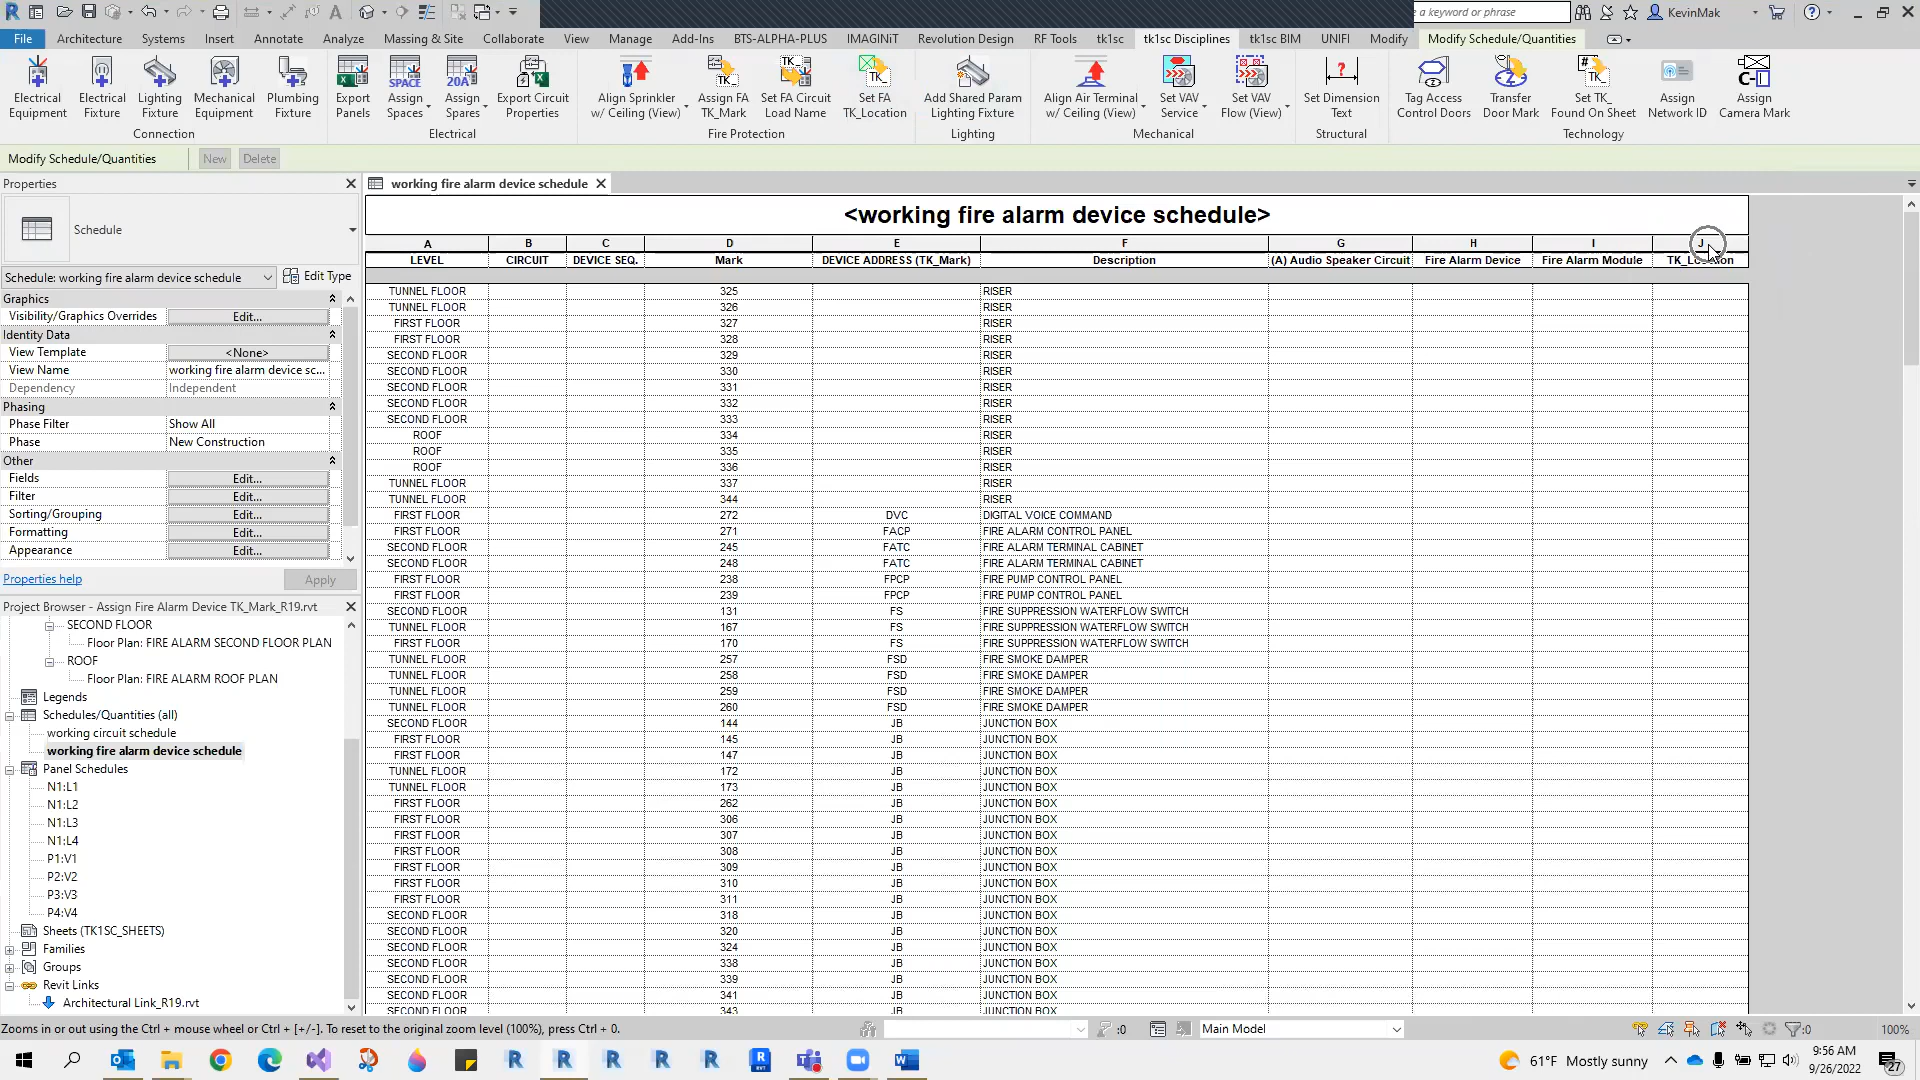 e a keyword or phrase
KevinMak
File Architecture Systems Insert Annotate Analyze Massing & Site Collaborate View Manage Add-Ins BTS-ALPHA-PLUS IMAGINiT Revolution Design RF Tools tk1sc tk1sc Disciplines tk1sc BIM UNIFI Modify Modify Schedule/Quantities
Electrical Equipment
Electrical Fixture
Lighting Fixture
Mechanical Equipment
Plumbing Fixture
Connection
Export Panels
SPACE
Assign Spaces
20A
Assign Spares
Export Circuit Properties
Electrical
Align Sprinkler w/ Ceiling (View)
TK_
Assign FA TK_Mark
TK_
Set FA Circuit Load Name
TK_
Set FA TK_Location
Fire Protection
Add Shared Param Lighting Fixture
Lighting
Align Air Terminal w/ Ceiling (View)
Set VAV Service
Set VAV Flow (View)
Mechanical
?
Set Dimension Text
Structural
Tag Access Control Doors
Transfer Door Mark
# TK_
Set TK_ Found On Sheet
Assign Network ID
C-
Assign Camera Mark
Technology
Modify Schedule/Quantities New Delete
Properties
Schedule
Schedule: working fire alarm device schedule Edit Type
Graphics
Visibility/Graphics Overrides Edit...
Identity Data
View Template <None>
View Name working fire alarm device sc...
Dependency Independent
Phasing
Phase Filter Show All
Phase New Construction
Other
Fields Edit...
Filter Edit...
Sorting/Grouping Edit...
Formatting Edit...
Appearance Edit...
Properties help Apply
Project Browser - Assign Fire Alarm Device TK_Mark_R19.rvt
SECOND FLOOR
Floor Plan: FIRE ALARM SECOND FLOOR PLAN
ROOF
Floor Plan: FIRE ALARM ROOF PLAN
Legends
Schedules/Quantities (all)
working circuit schedule
working fire alarm device schedule
Panel Schedules
N1:L1
N1:L2
N1:L3
N1:L4
P1:V1
P2:V2
P3:V3
P4:V4
Sheets (TK1SC_SHEETS)
Families
Groups
Revit Links
Architectural Link_R19.rvt
working fire alarm device schedule
<working fire alarm device schedule>
A B C D E F G H I J
LEVEL CIRCUIT DEVICE SEQ. Mark DEVICE ADDRESS (TK_Mark) Description (A) Audio Speaker Circuit Fire Alarm Device Fire Alarm Module TK_Location
TUNNEL FLOOR 325 RISER
TUNNEL FLOOR 326 RISER
FIRST FLOOR 327 RISER
FIRST FLOOR 328 RISER
SECOND FLOOR 329 RISER
SECOND FLOOR 330 RISER
SECOND FLOOR 331 RISER
SECOND FLOOR 332 RISER
SECOND FLOOR 333 RISER
ROOF 334 RISER
ROOF 335 RISER
ROOF 336 RISER
TUNNEL FLOOR 337 RISER
TUNNEL FLOOR 344 RISER
FIRST FLOOR 272 DVC DIGITAL VOICE COMMAND
FIRST FLOOR 271 FACP FIRE ALARM CONTROL PANEL
SECOND FLOOR 245 FATC FIRE ALARM TERMINAL CABINET
SECOND FLOOR 248 FATC FIRE ALARM TERMINAL CABINET
FIRST FLOOR 238 FPCP FIRE PUMP CONTROL PANEL
FIRST FLOOR 239 FPCP FIRE PUMP CONTROL PANEL
SECOND FLOOR 131 FS FIRE SUPPRESSION WATERFLOW SWITCH
TUNNEL FLOOR 167 FS FIRE SUPPRESSION WATERFLOW SWITCH
FIRST FLOOR 170 FS FIRE SUPPRESSION WATERFLOW SWITCH
TUNNEL FLOOR 257 FSD FIRE SMOKE DAMPER
TUNNEL FLOOR 258 FSD FIRE SMOKE DAMPER
TUNNEL FLOOR 259 FSD FIRE SMOKE DAMPER
TUNNEL FLOOR 260 FSD FIRE SMOKE DAMPER
SECOND FLOOR 144 JB JUNCTION BOX
FIRST FLOOR 145 JB JUNCTION BOX
FIRST FLOOR 147 JB JUNCTION BOX
TUNNEL FLOOR 172 JB JUNCTION BOX
TUNNEL FLOOR 173 JB JUNCTION BOX
FIRST FLOOR 262 JB JUNCTION BOX
FIRST FLOOR 306 JB JUNCTION BOX
FIRST FLOOR 307 JB JUNCTION BOX
FIRST FLOOR 308 JB JUNCTION BOX
FIRST FLOOR 309 JB JUNCTION BOX
FIRST FLOOR 310 JB JUNCTION BOX
FIRST FLOOR 311 JB JUNCTION BOX
SECOND FLOOR 318 JB JUNCTION BOX
SECOND FLOOR 320 JB JUNCTION BOX
SECOND FLOOR 324 JB JUNCTION BOX
SECOND FLOOR 338 JB JUNCTION BOX
SECOND FLOOR 339 JB JUNCTION BOX
SECOND FLOOR 341 JB JUNCTION BOX
SECOND FLOOR 343 JB JUNCTION BOX
Zooms in or out using the Ctrl + mouse wheel or Ctrl + [+/-]. To reset to the original zoom level (100%), press Ctrl + 0. :0 Main Model :0 100%
61°F Mostly sunny 9:56 AM
9/26/2022 27